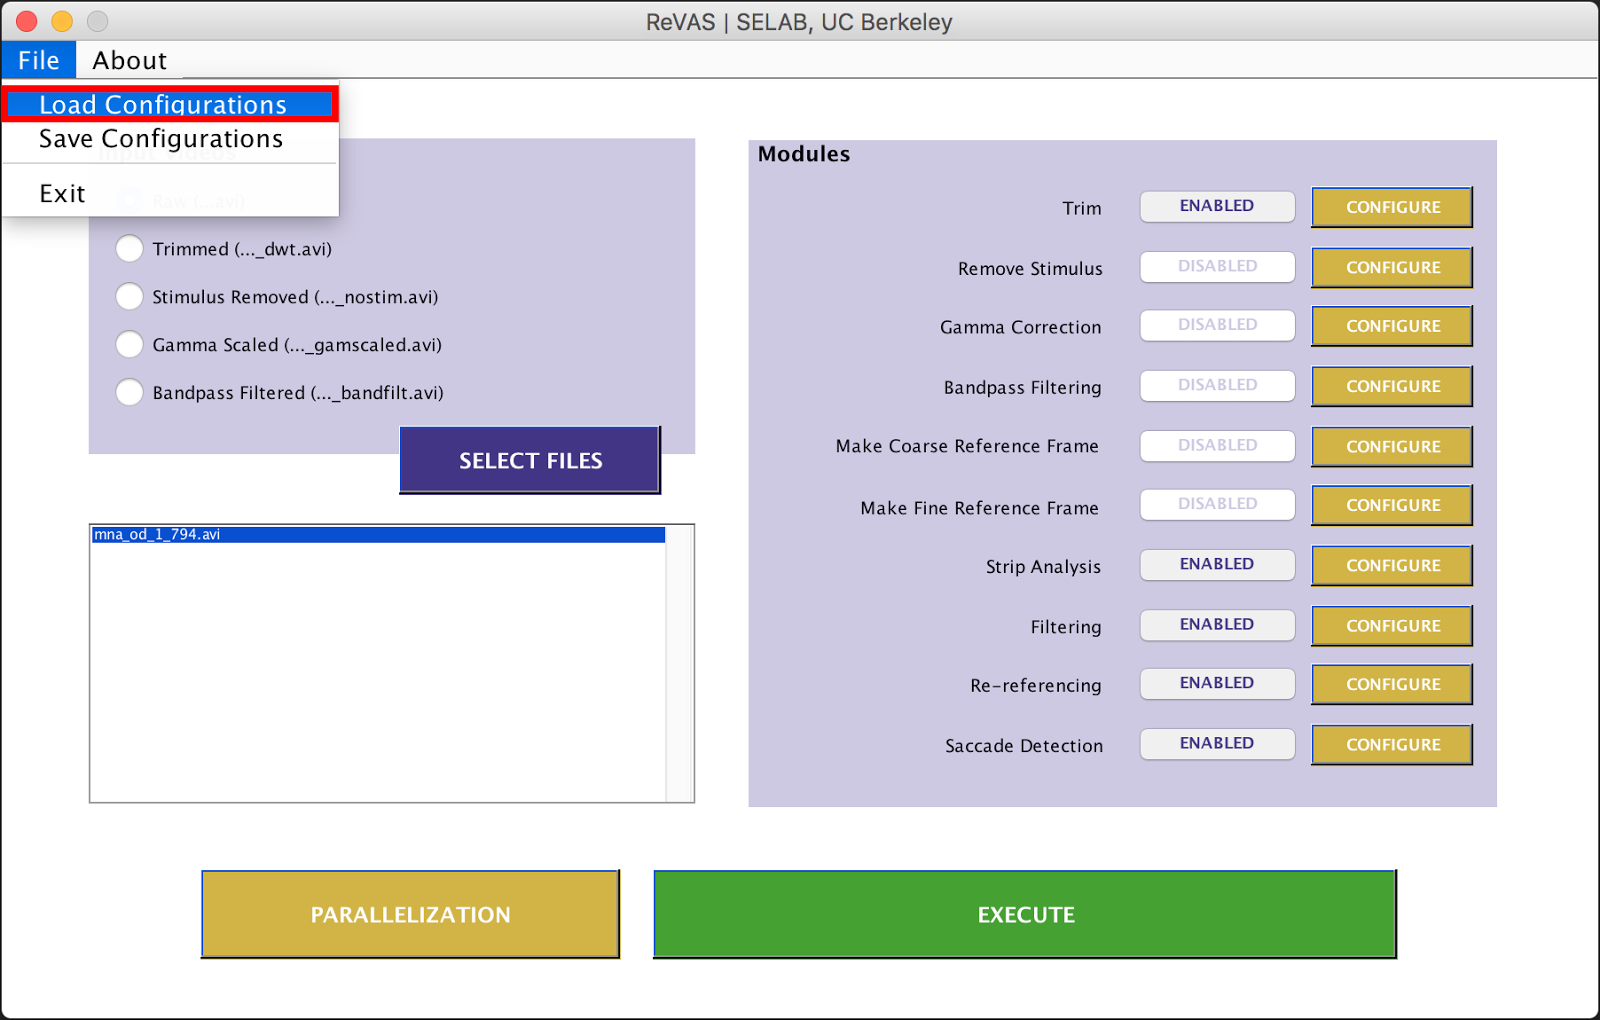 ReVAS | SELAB, UC Berkeley
File About
Load Configurations
Save Configurations
Exit
Input Videos
Raw (...avi)
Trimmed (..._dwt.avi)
Stimulus Removed (..._nostim.avi)
Gamma Scaled (..._gamscaled.avi)
Bandpass Filtered (..._bandfilt.avi)
SELECT FILES
mna_od_1_794.avi
Modules
Trim ENABLED CONFIGURE
Remove Stimulus DISABLED CONFIGURE
Gamma Correction DISABLED CONFIGURE
Bandpass Filtering DISABLED CONFIGURE
Make Coarse Reference Frame DISABLED CONFIGURE
Make Fine Reference Frame DISABLED CONFIGURE
Strip Analysis ENABLED CONFIGURE
Filtering ENABLED CONFIGURE
Re-referencing ENABLED CONFIGURE
Saccade Detection ENABLED CONFIGURE
PARALLELIZATION
EXECUTE